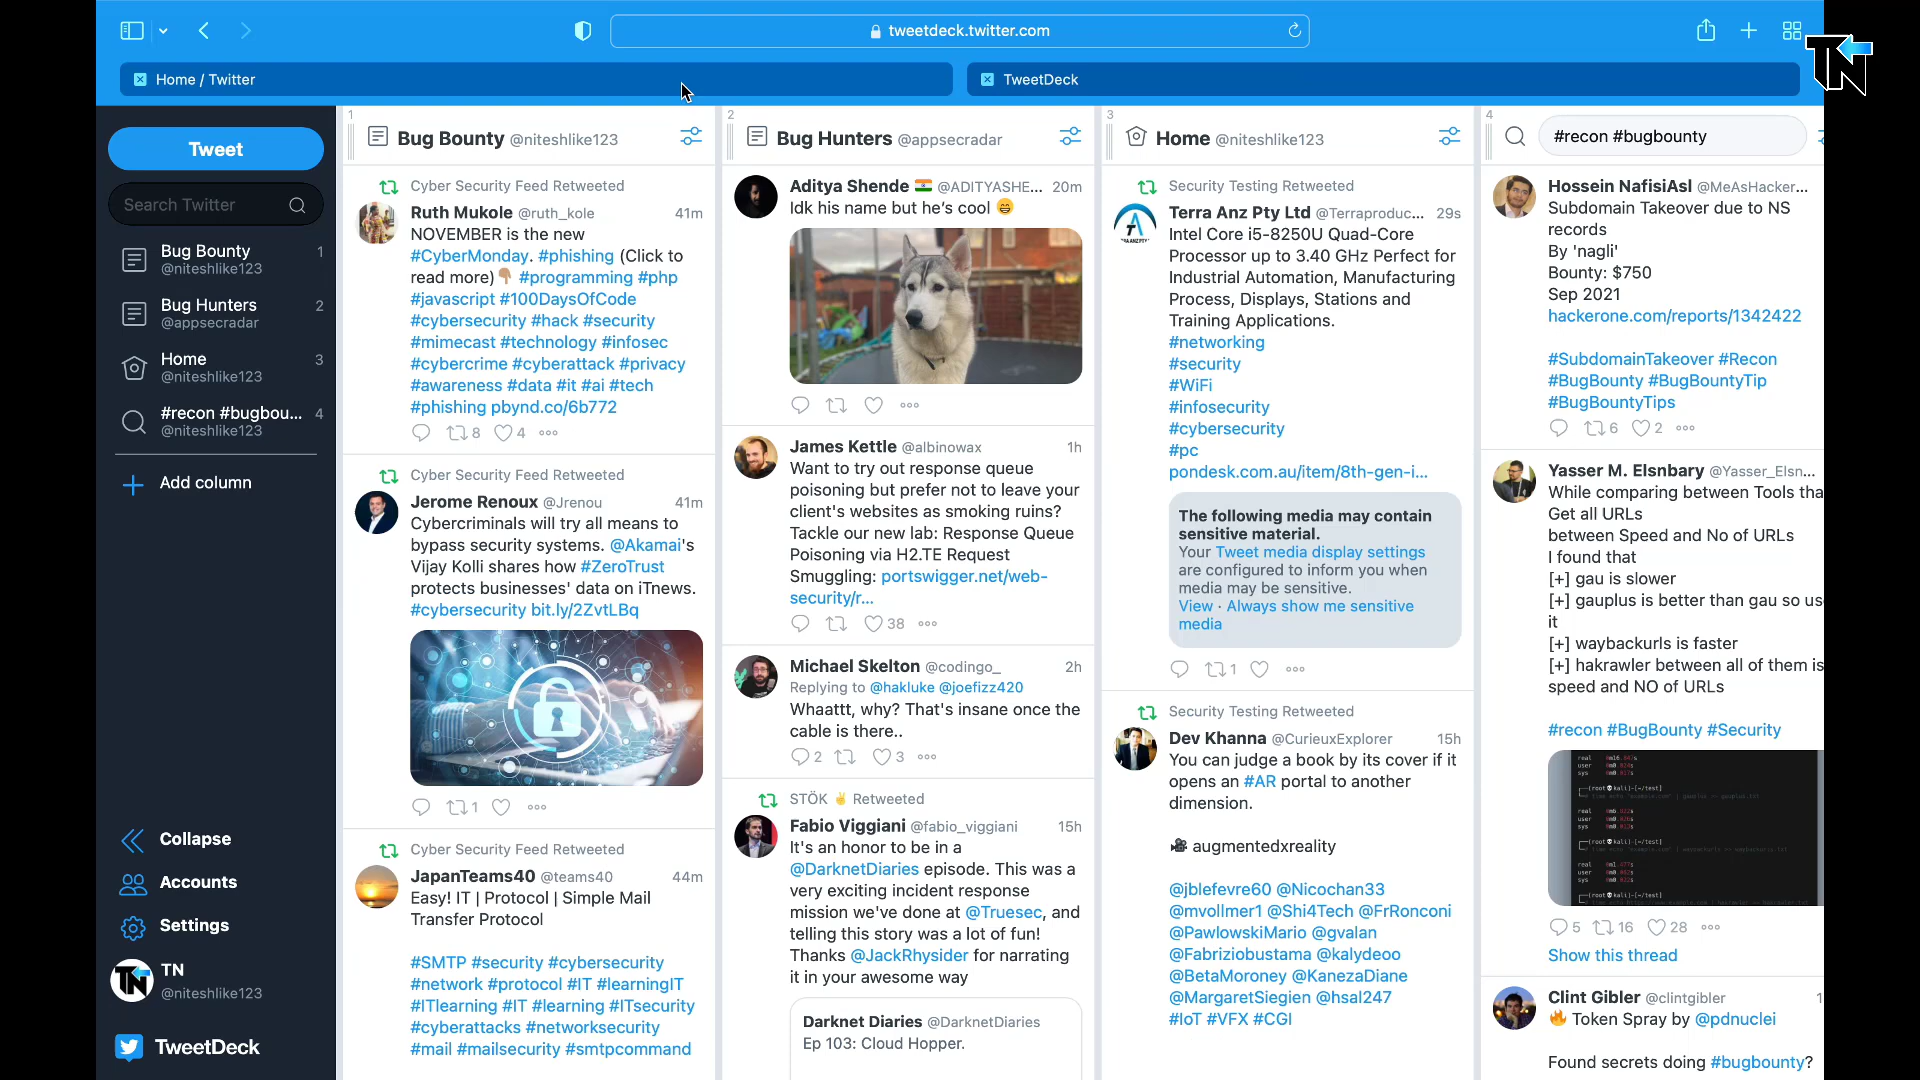 tweetdeck.twitter.com
Home / Twitter
TweetDeck
TN
Tweet
Search Twitter
Bug Bounty 1
@niteshlike123
Bug Hunters 2
@appsecradar
Home 3
@niteshlike123
#recon #bugbou... 4
@niteshlike123
Add column
Collapse
Accounts
Settings
TN
@niteshlike123
TweetDeck
1
Bug Bounty @niteshlike123
Cyber Security Feed Retweeted
Ruth Mukole @ruth_kole 41m
NOVEMBER is the new
#CyberMonday. #phishing (Click to
read more)👇🏽 #programming #php
#javascript #100DaysOfCode
#cybersecurity #hack #security
#mimecast #technology #infosec
#cybercrime #cyberattack #privacy
#awareness #data #it #ai #tech
#phishing pbynd.co/6b772
8 4
Cyber Security Feed Retweeted
Jerome Renoux @Jrenou 41m
Cybercriminals will try all means to
bypass security systems. @Akamai's
Vijay Kolli shares how #ZeroTrust
protects businesses' data on iTnews.
#cybersecurity bit.ly/2ZvtLBq
1
Cyber Security Feed Retweeted
JapanTeams40 @teams40 44m
Easy! IT | Protocol | Simple Mail
Transfer Protocol
#SMTP #security #cybersecurity
#network #protocol #IT #learningIT
#ITlearning #IT #learning #ITsecurity
#cyberattacks #networksecurity
#mail #mailsecurity #smtpcommand
2
Bug Hunters @appsecradar
Aditya Shende 🇮🇳 @ADITYASHE... 20m
Idk his name but he's cool 😄
James Kettle @albinowax 1h
Want to try out response queue
poisoning but prefer not to leave your
client's websites as smoking ruins?
Tackle our new lab: Response Queue
Poisoning via H2.TE Request
Smuggling: portswigger.net/web-
security/r...
38
Michael Skelton @codingo_ 2h
Replying to @hakluke @joefizz420
Whaattt, why? That's insane once the
cable is there..
2 3
STÖK ✌ Retweeted
Fabio Viggiani @fabio_viggiani 15h
It's an honor to be in a
@DarknetDiaries episode. This was a
very exciting incident response
mission we've done at @Truesec, and
telling this story was a lot of fun!
Thanks @JackRhysider for narrating
it in your awesome way
Darknet Diaries @DarknetDiaries
Ep 103: Cloud Hopper.
3
Home @niteshlike123
Security Testing Retweeted
Terra Anz Pty Ltd @Terraproduc... 29s
Intel Core i5-8250U Quad-Core
Processor up to 3.40 GHz Perfect for
Industrial Automation, Manufacturing
Process, Displays, Stations and
Training Applications.
#networking
#security
#WiFi
#infosecurity
#cybersecurity
#pc
pondesk.com.au/item/8th-gen-i...
The following media may contain
sensitive material.
Your Tweet media display settings
are configured to inform you when
media may be sensitive.
View · Always show me sensitive
media
1
Security Testing Retweeted
Dev Khanna @CurieuxExplorer 15h
You can judge a book by its cover if it
opens an #AR portal to another
dimension.
🎥 augmentedxreality
@jblefevre60 @Nicochan33
@mvollmer1 @Shi4Tech @FrRonconi
@PawlowskiMario @gvalan
@Fabriziobustama @kalydeoo
@BetaMoroney @KanezaDiane
@MargaretSiegien @hsal247
#IoT #VFX #CGI
4
#recon #bugbounty
Hossein NafisiAsl @MeAsHacker...
Subdomain Takeover due to NS
records
By 'nagli'
Bounty: $750
Sep 2021
hackerone.com/reports/1342422
#SubdomainTakeover #Recon
#BugBounty #BugBountyTip
#BugBountyTips
6 2
Yasser M. Elsnbary @Yasser_Elsn...
While comparing between Tools tha
Get all URLs
between Speed and No of URLs
I found that
[+] gau is slower
[+] gauplus is better than gau so us
it
[+] waybackurls is faster
[+] hakrawler between all of them is
speed and NO of URLs
#recon #BugBounty #Security
real
user
sys
(root💀kali)-[~/test]
real
user
sys
(root💀kali)-[~/test]
real
user
sys
(root💀kali)-[~/test]
5 16 28
Show this thread
Clint Gibler @clintgibler 1
🔥 Token Spray by @pdnuclei
Found secrets doing #bugbounty?